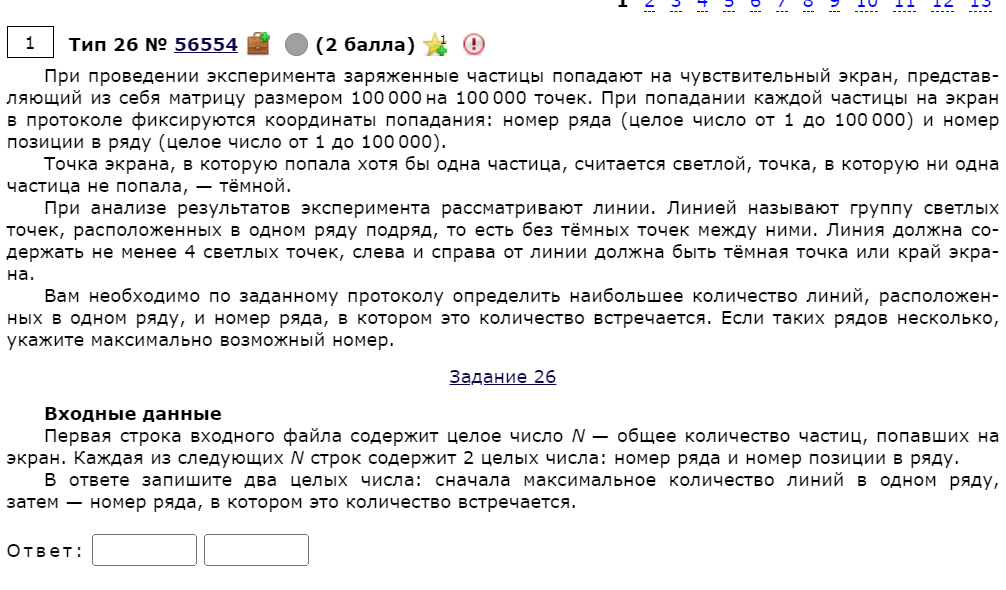 1 2 3 4 5 6 7 8 9 10 11 12 13
1 Тип 26 № 56554 (2 балла) 1
При проведении эксперимента заряженные частицы попадают на чувствительный экран, представ-
ляющий из себя матрицу размером 100 000 на 100 000 точек. При попадании каждой частицы на экран
в протоколе фиксируются координаты попадания: номер ряда (целое число от 1 до 100 000) и номер
позиции в ряду (целое число от 1 до 100 000).
Точка экрана, в которую попала хотя бы одна частица, считается светлой, точка, в которую ни одна
частица не попала, — тёмной.
При анализе результатов эксперимента рассматривают линии. Линией называют группу светлых
точек, расположенных в одном ряду подряд, то есть без тёмных точек между ними. Линия должна со-
держать не менее 4 светлых точек, слева и справа от линии должна быть тёмная точка или край экра-
на.
Вам необходимо по заданному протоколу определить наибольшее количество линий, расположен-
ных в одном ряду, и номер ряда, в котором это количество встречается. Если таких рядов несколько,
укажите максимально возможный номер.
Задание 26
Входные данные
Первая строка входного файла содержит целое число N — общее количество частиц, попавших на
экран. Каждая из следующих N строк содержит 2 целых числа: номер ряда и номер позиции в ряду.
В ответе запишите два целых числа: сначала максимальное количество линий в одном ряду,
затем — номер ряда, в котором это количество встречается.
Ответ: